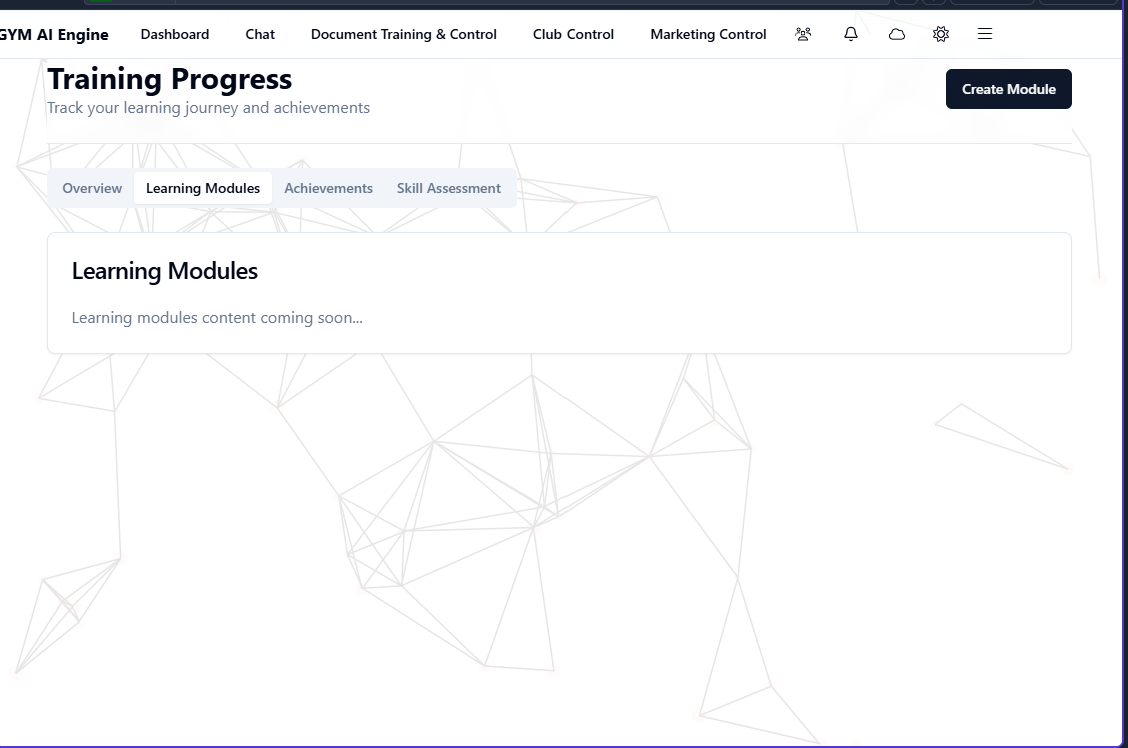 GYM AI Engine Dashboard Chat Document Training & Control Club Control Marketing Control
Training Progress
Track your learning journey and achievements
Create Module
Overview Learning Modules Achievements Skill Assessment
Learning Modules
Learning modules content coming soon...